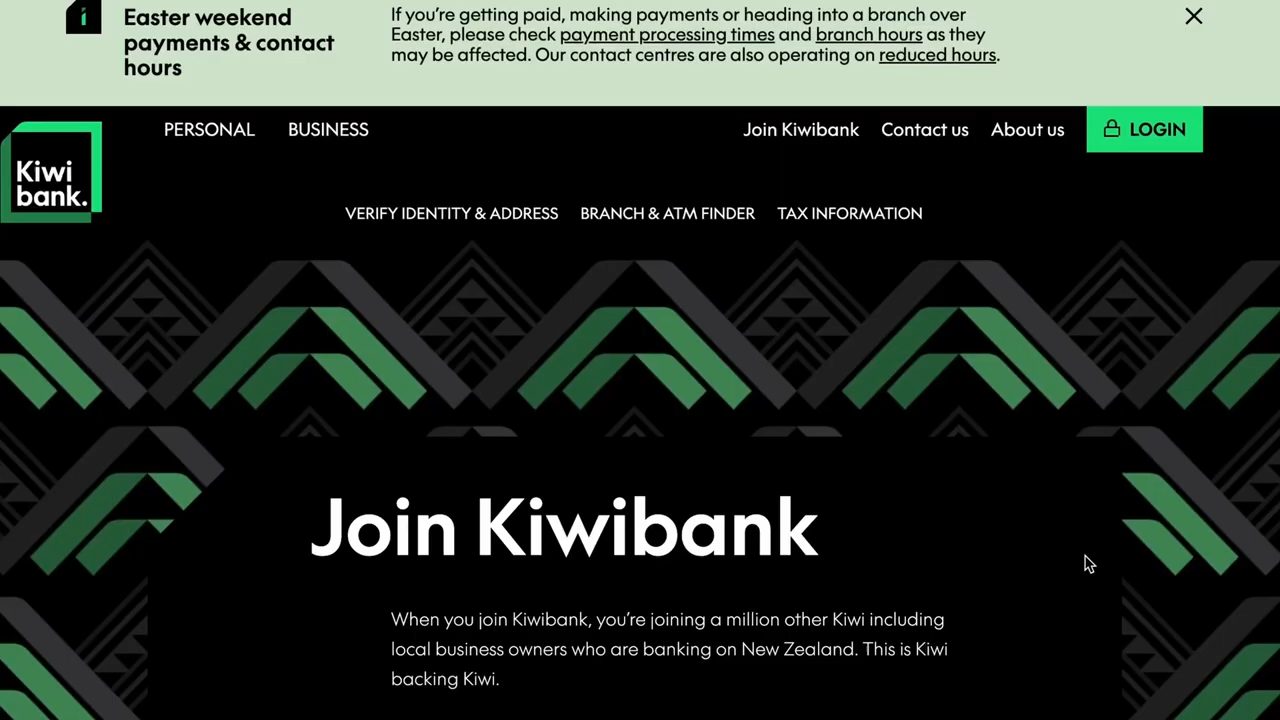 Easter weekend
payments & contact
hours
If you're getting paid, making payments or heading into a branch over
Easter, please check payment processing times and branch hours as they
may be affected. Our contact centres are also operating on reduced hours.
Kiwi
bank.
PERSONAL BUSINESS
Join Kiwibank Contact us About us LOGIN
VERIFY IDENTITY & ADDRESS BRANCH & ATM FINDER TAX INFORMATION
Join Kiwibank
When you join Kiwibank, you're joining a million other Kiwi including
local business owners who are banking on New Zealand. This is Kiwi
backing Kiwi.